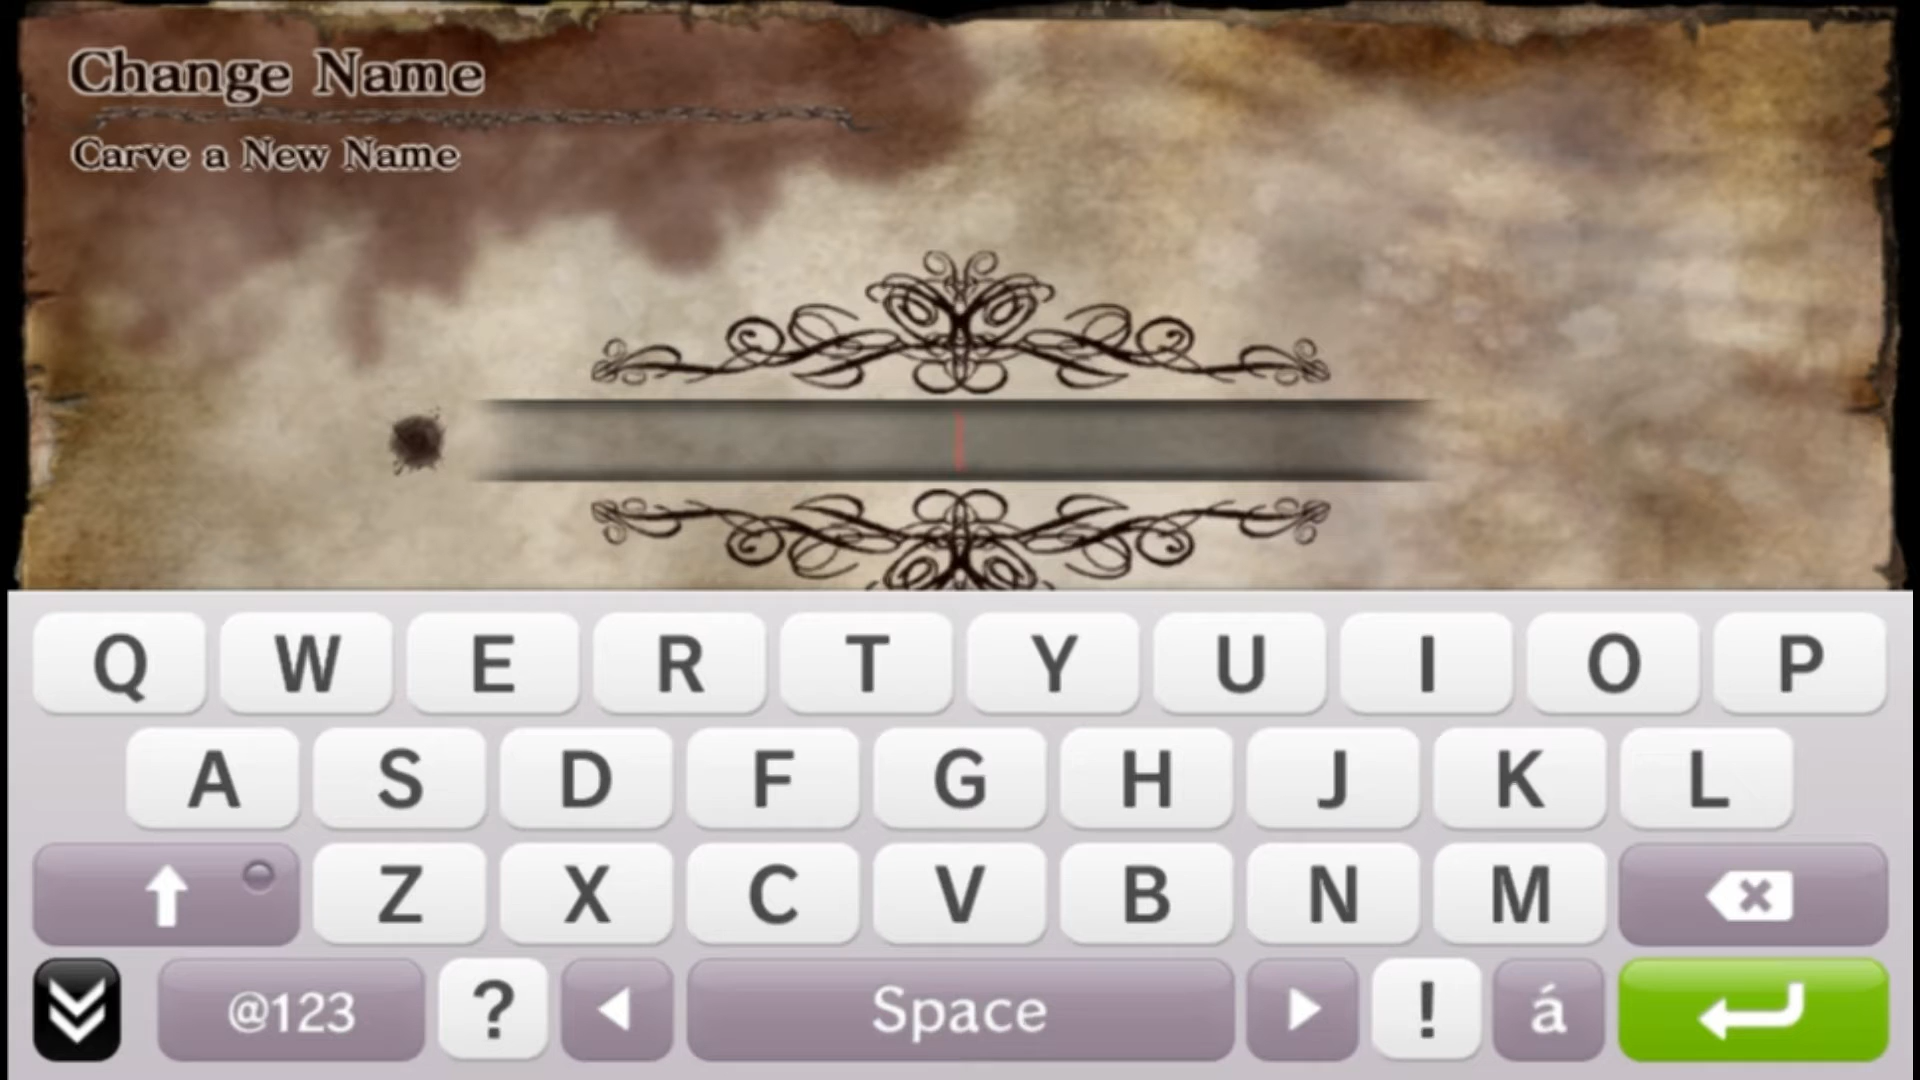 Change Name
Carve a New Name
Q W E R T Y U I O P
A S D F G H J K L
Z X C V B N M
@123 ? Space ! á